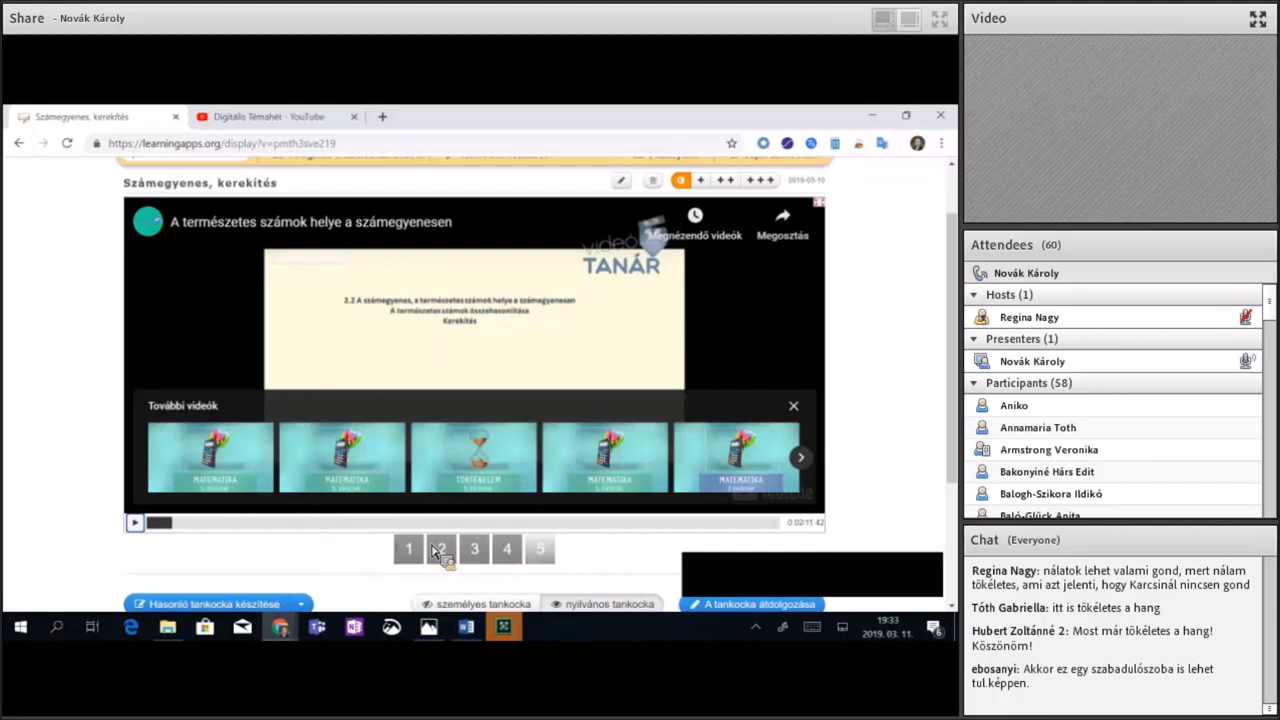 Share - Novák Károly
Video
Számegyenes, kerekítés
Digitális Témahét - YouTube
https://learningapps.org/display?v=pmth3sve219
Számegyenes, kerekítés
2019-05-10
A természetes számok helye a számegyenesen
Megnézendő videók
Megosztás
videó
TANÁR
2.2 A számegyenes, a természetes számok helye a számegyenesen
A természetes számok összehasonlítása
Kerekítés
További videók
MATEMATIKA
MATEMATIKA
TÖRTÉNELEM
MATEMATIKA
MATEMATIKA
0:02/11:42
1 2 3 4 5
Hasonló tankocka készítése
személyes tankocka
nyilvános tankocka
A tankocka átdolgozása
19:33
2019. 03. 11.
6
Attendees (60)
Novák Károly
Hosts (1)
Regina Nagy
Presenters (1)
Novák Károly
Participants (58)
Aniko
Annamaria Toth
Armstrong Veronika
Bakonyiné Hárs Edit
Balogh-Szikora Ildikó
Baló-Glück Anita
Chat (Everyone)
Regina Nagy: nálatok lehet valami gond, mert nálam
tökéletes, ami azt jelenti, hogy Karcsinál nincsen gond
Tóth Gabriella: itt is tökéletes a hang
Hubert Zoltánné 2: Most már tökéletes a hang!
Köszönöm!
ebosanyi: Akkor ez egy szabadulószoba is lehet
tul.képpen.